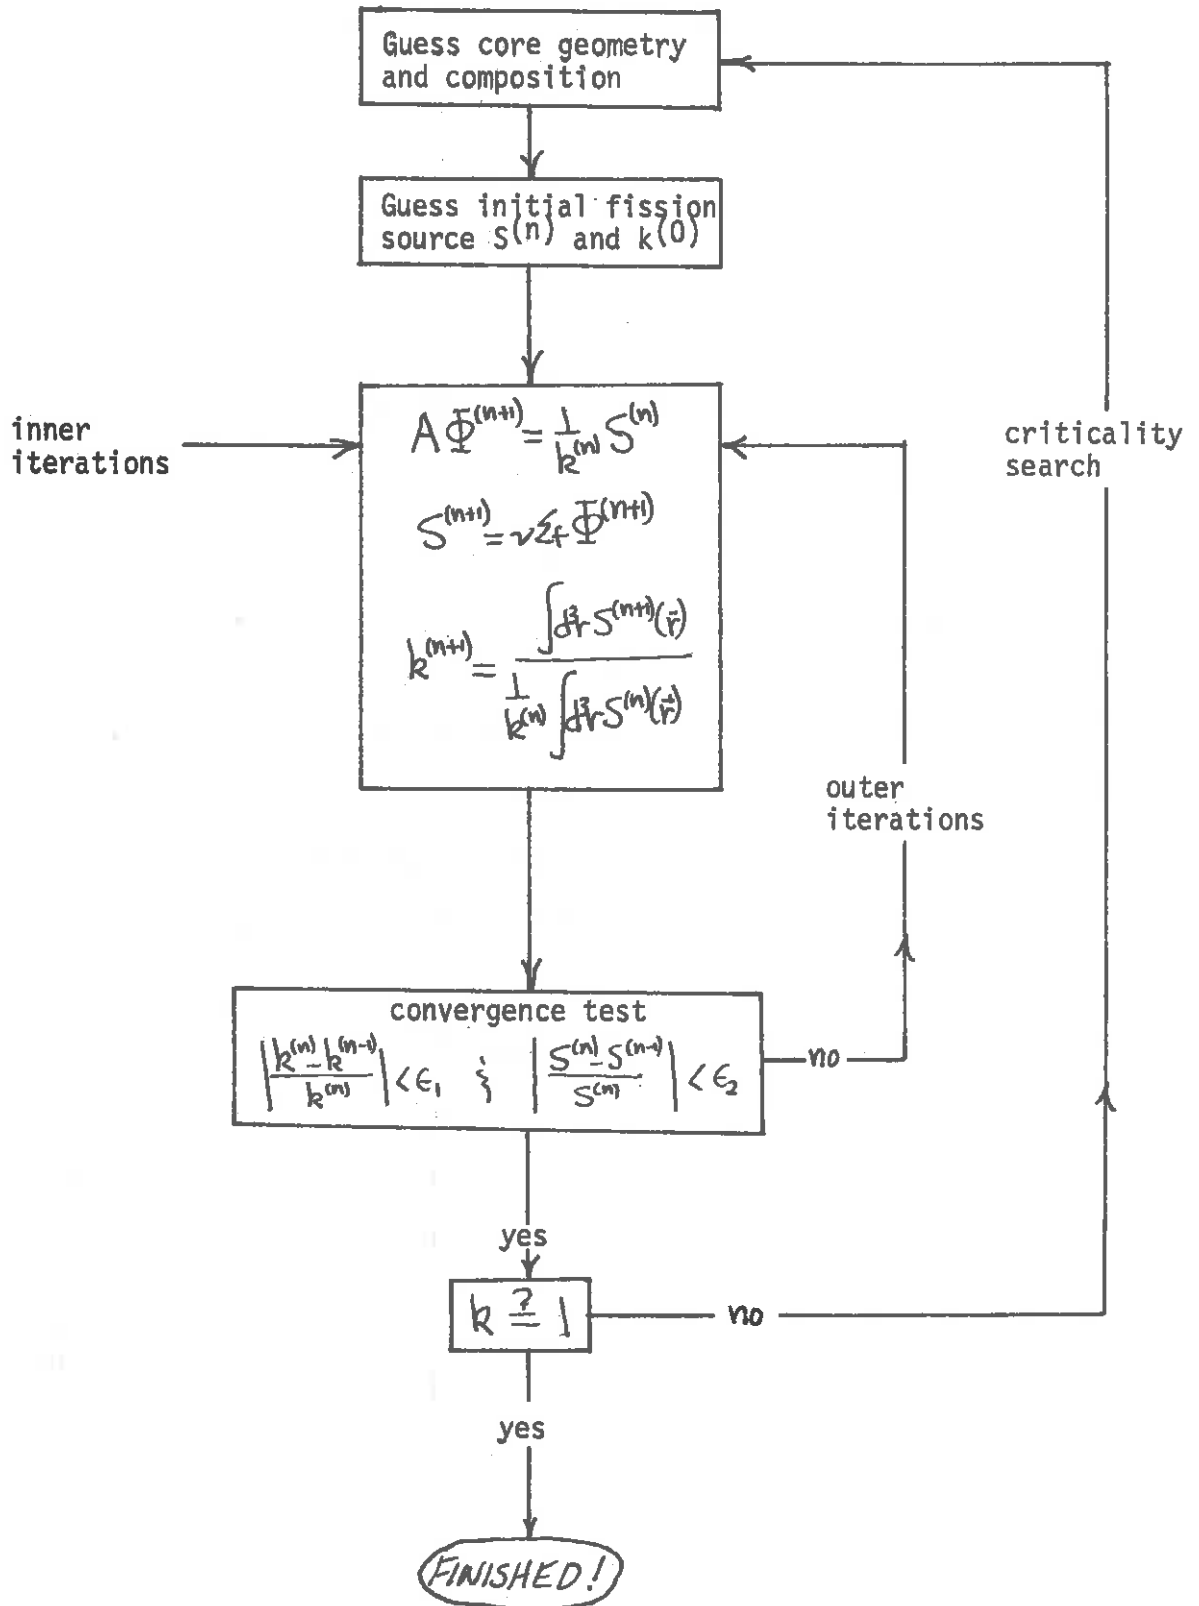 Guess core geometry
and composition
Guess initial fission
source S^(n) and k^(0)
inner
iterations
AΦ^(n+1) = 1/k^(n) S^(n)
S^(n+1) = νΣf Φ^(n+1)
k^(n+1) = ∫d³r S^(n+1)(r⃗) / 1/k^(n) ∫d³r S^(n)(r⃗)
criticality
search
outer
iterations
convergence test
|k^(n) - k^(n-1) / k^(n)| < ϵ₁ & |S^(n) - S^(n-1) / S^(n)| < ϵ₂
no
yes
k ≟ 1
no
yes
FINISHED!